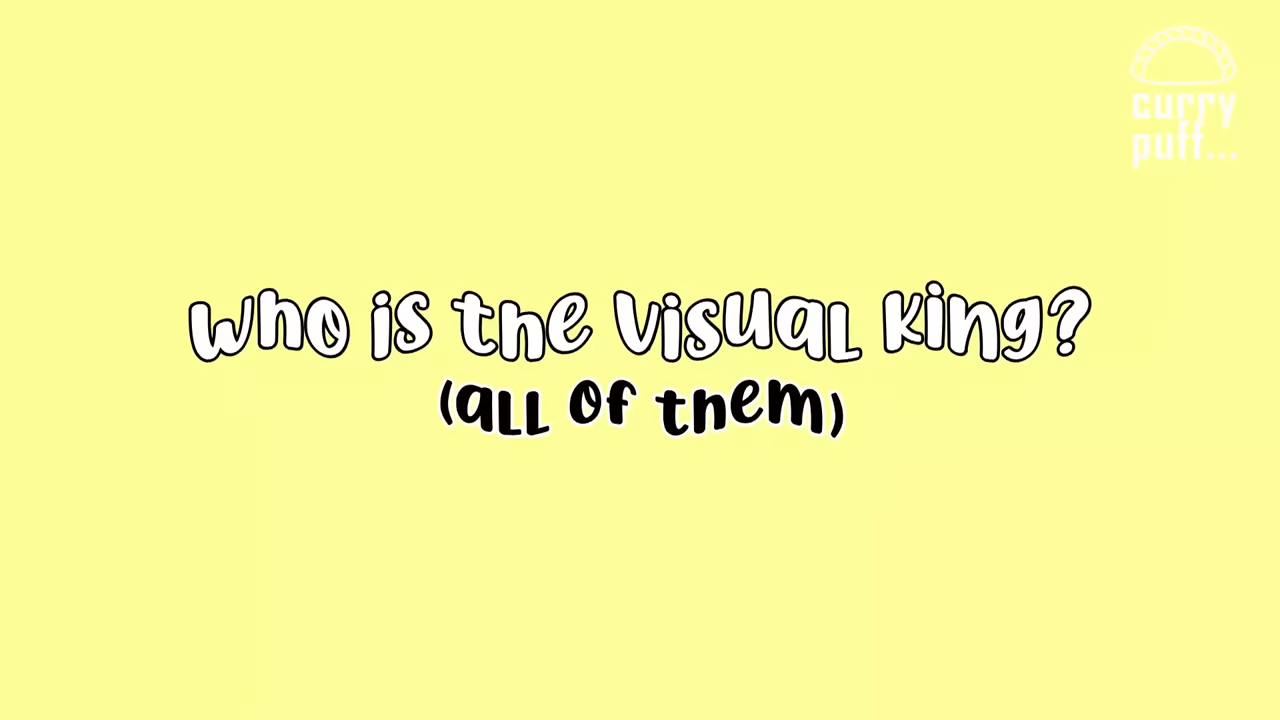 curry
puff...
Who is the Visual King?
(all of them)